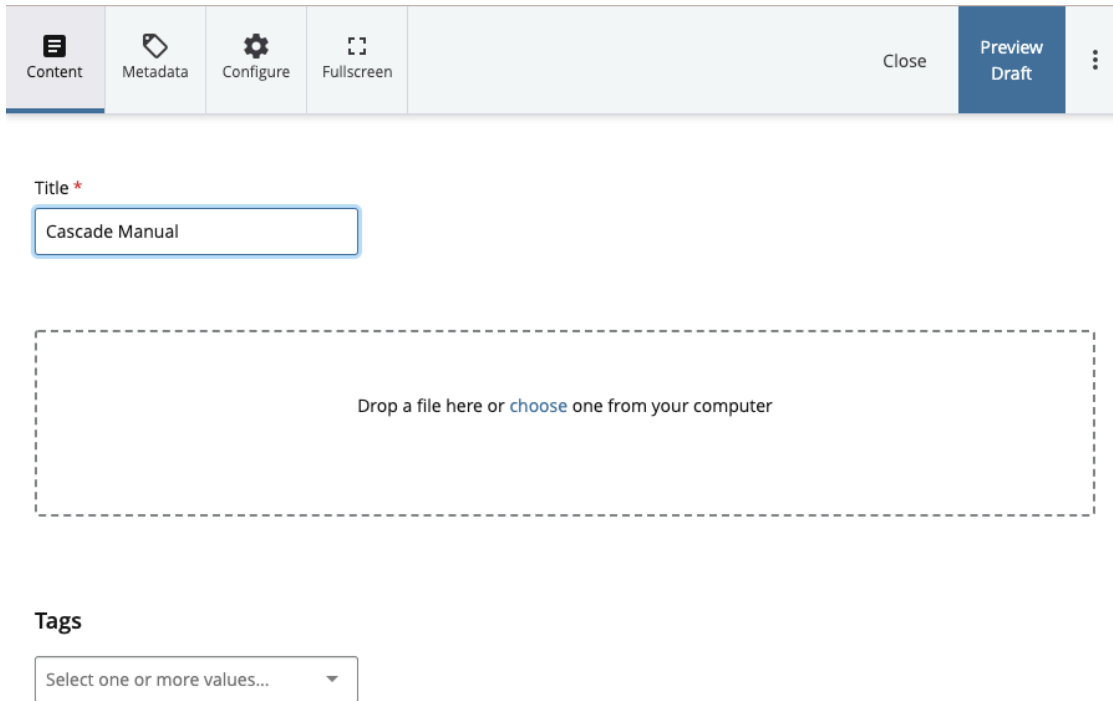 Content
Metadata
Configure
Fullscreen
Close
Preview
Draft
Title *
Cascade Manual
Drop a file here or choose one from your computer
Tags
Select one or more values...